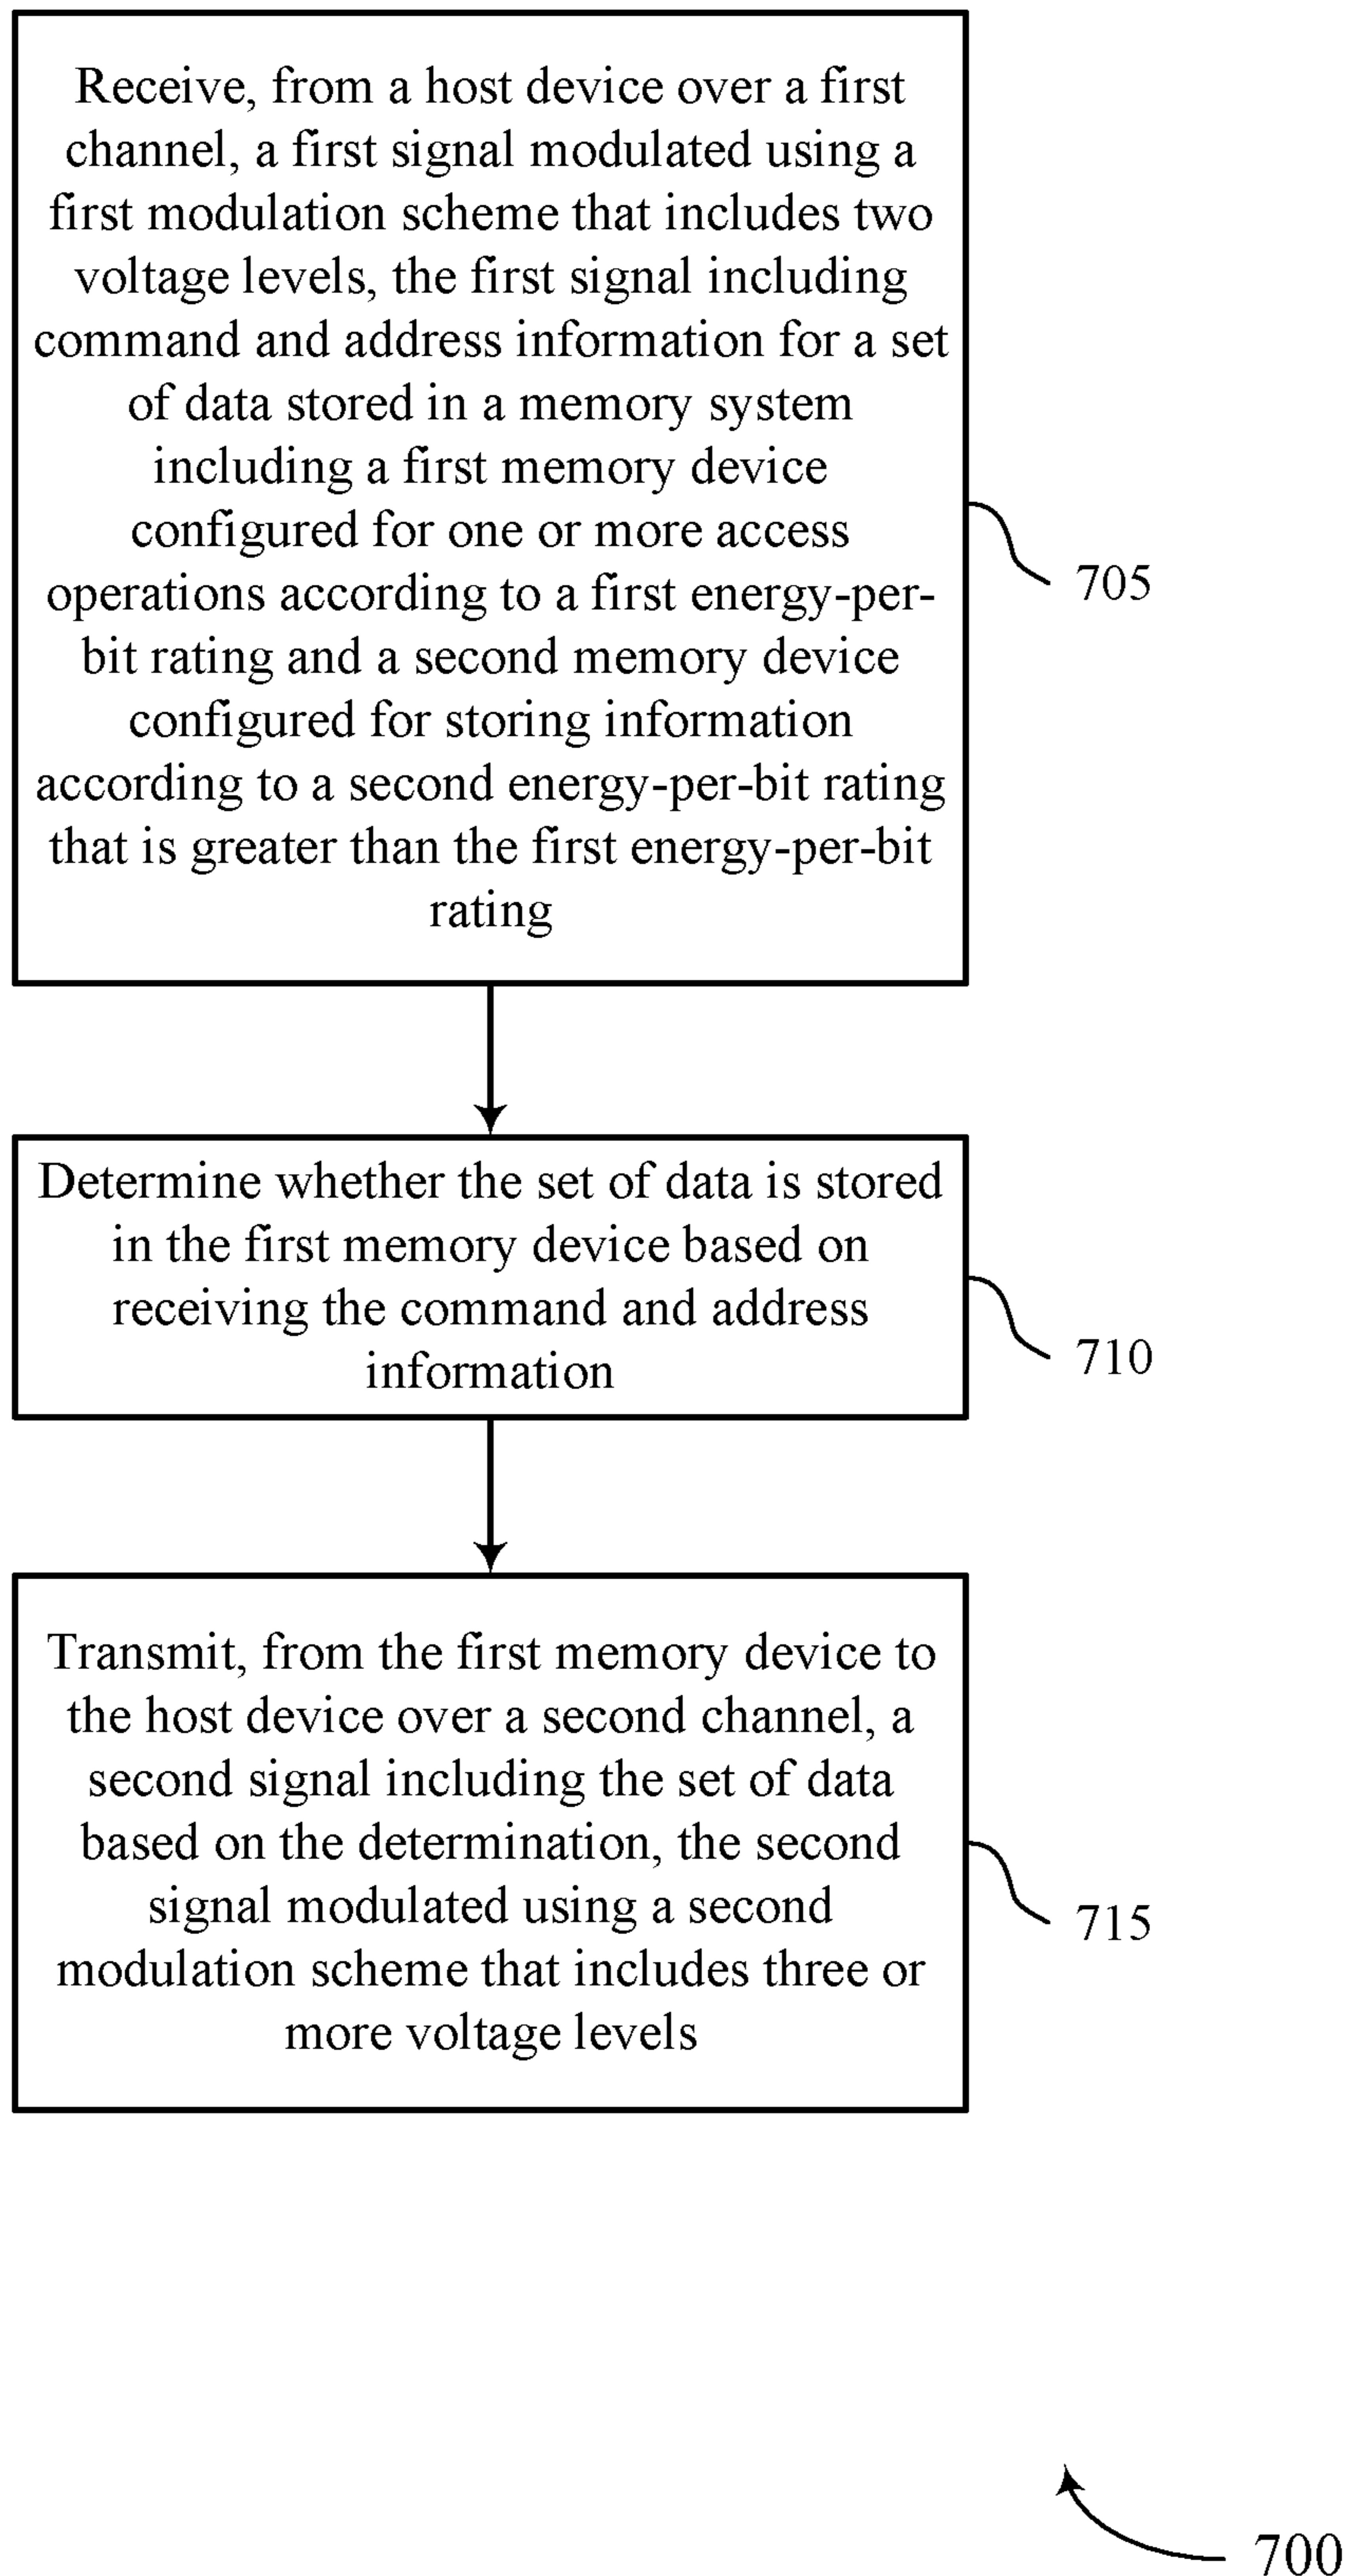 Receive, from a host device over a first
channel, a first signal modulated using a
first modulation scheme that includes two
voltage levels, the first signal including
command and address information for a set
of data stored in a memory system
including a first memory device
configured for one or more access
operations according to a first energy-per-
bit rating and a second memory device
configured for storing information
according to a second energy-per-bit rating
that is greater than the first energy-per-bit
rating
705
Determine whether the set of data is stored
in the first memory device based on
receiving the command and address
information
710
Transmit, from the first memory device to
the host device over a second channel, a
second signal including the set of data
based on the determination, the second
signal modulated using a second
modulation scheme that includes three or
more voltage levels
715
700